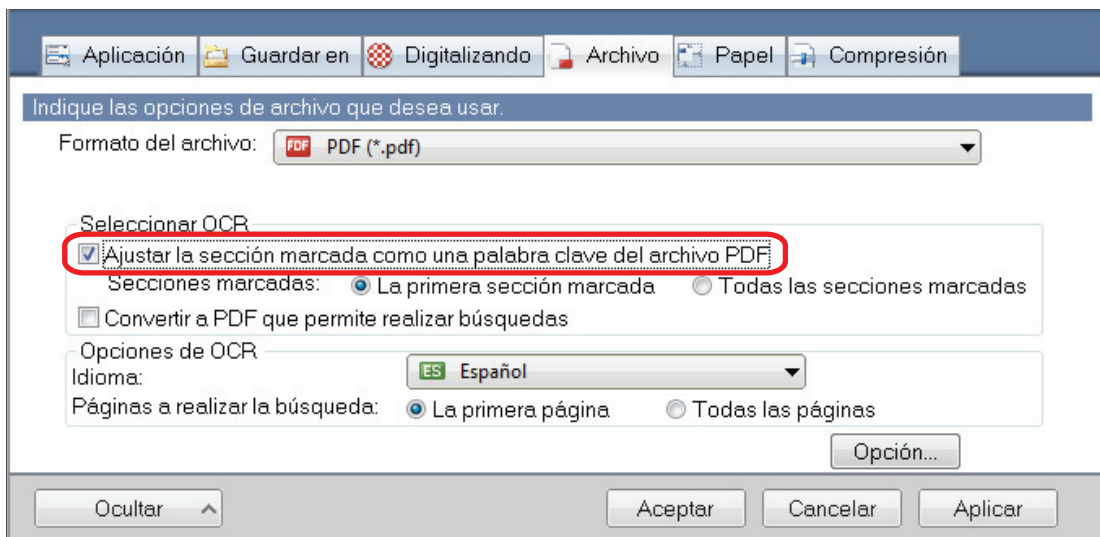 Aplicación Guardar en Digitalizando Archivo Papel Compresión
Indique las opciones de archivo que desea usar.
Formato del archivo: PDF PDF (*.pdf)
Seleccionar OCR
Ajustar la sección marcada como una palabra clave del archivo PDF
Secciones marcadas: La primera sección marcada Todas las secciones marcadas
Convertir a PDF que permite realizar búsquedas
Opciones de OCR
Idioma: ES Español
Páginas a realizar la búsqueda: La primera página Todas las páginas
Opción...
Ocultar Aceptar Cancelar Aplicar